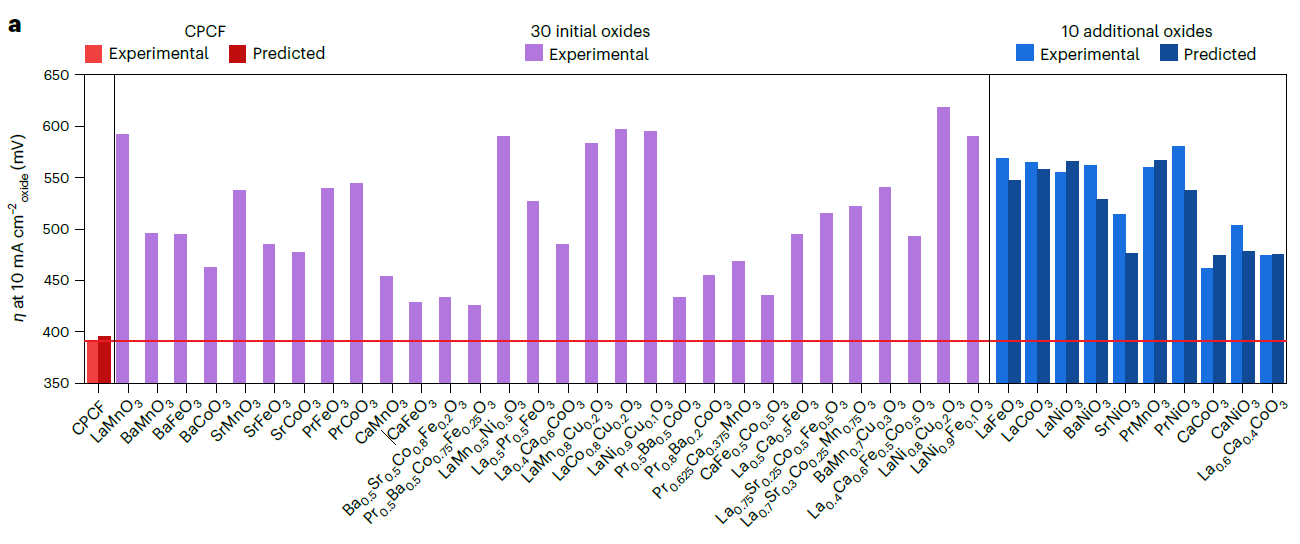 a
CPCF
Experimental Predicted
30 initial oxides
Experimental
10 additional oxides
Experimental Predicted
η at 10 mA cm⁻²oxide (mV)
650
600
550
500
450
400
350
CPCF
LaMnO₃
BaMnO₃
BaFeO₃
BaCoO₃
SrMnO₃
SrFeO₃
SrCoO₃
PrFeO₃
PrCoO₃
CaMnO₃
CaFeO₃
Ba₀.₅Sr₀.₅Co₀.₈Fe₀.₂O₃
Pr₀.₅Ba₀.₅Co₀.₇₅Fe₀.₂₅O₃
LaMn₀.₅Ni₀.₅O₃
La₀.₅Pr₀.₅FeO₃
La₀.₄Ca₀.₆CoO₃
LaMn₀.₈Cu₀.₂O₃
LaCo₀.₈Cu₀.₂O₃
LaNi₀.₉Cu₀.₁O₃
Pr₀.₅Ba₀.₅CoO₃
Pr₀.₈Ba₀.₂CoO₃
Pr₀.₆₂₅Ca₀.₃₇₅MnO₃
CaFe₀.₅Co₀.₅O₃
La₀.₅Ca₀.₅FeO₃
La₀.₇₅Sr₀.₂₅Co₀.₅Fe₀.₅O₃
La₀.₇Sr₀.₃Co₀.₂₅Mn₀.₇₅O₃
BaMn₀.₇Cu₀.₃O₃
La₀.₄Ca₀.₆Fe₀.₅Co₀.₅O₃
LaNi₀.₈Cu₀.₂O₃
LaNi₀.₉Fe₀.₁O₃
LaFeO₃
LaCoO₃
LaNiO₃
BaNiO₃
SrNiO₃
PrMnO₃
PrNiO₃
CaCoO₃
CaNiO₃
La₀.₆Ca₀.₄CoO₃